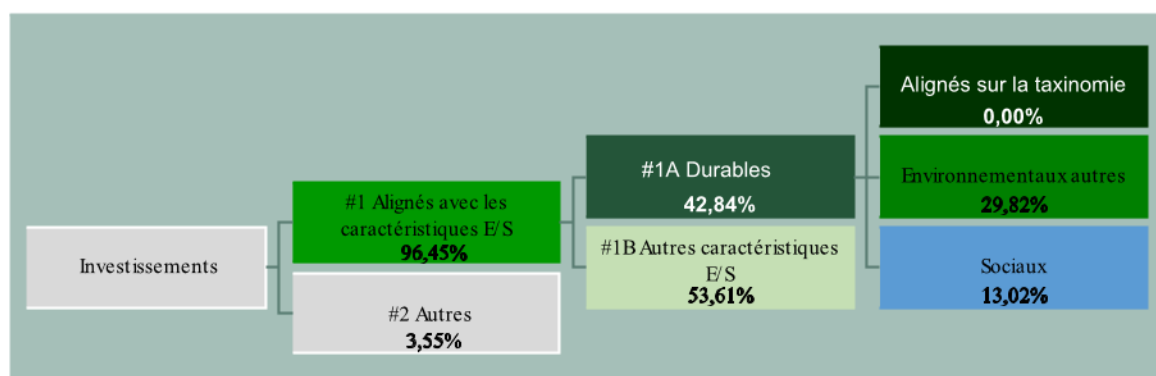 Investissements
#1 Alignés avec les
caractéristiques E/S
96,45%
#2 Autres
3,55%
#1A Durables
42,84%
#1B Autres caractéristiques
E/S
53,61%
Alignés sur la taxinomie
0,00%
Environnementaux autres
29,82%
Sociaux
13,02%